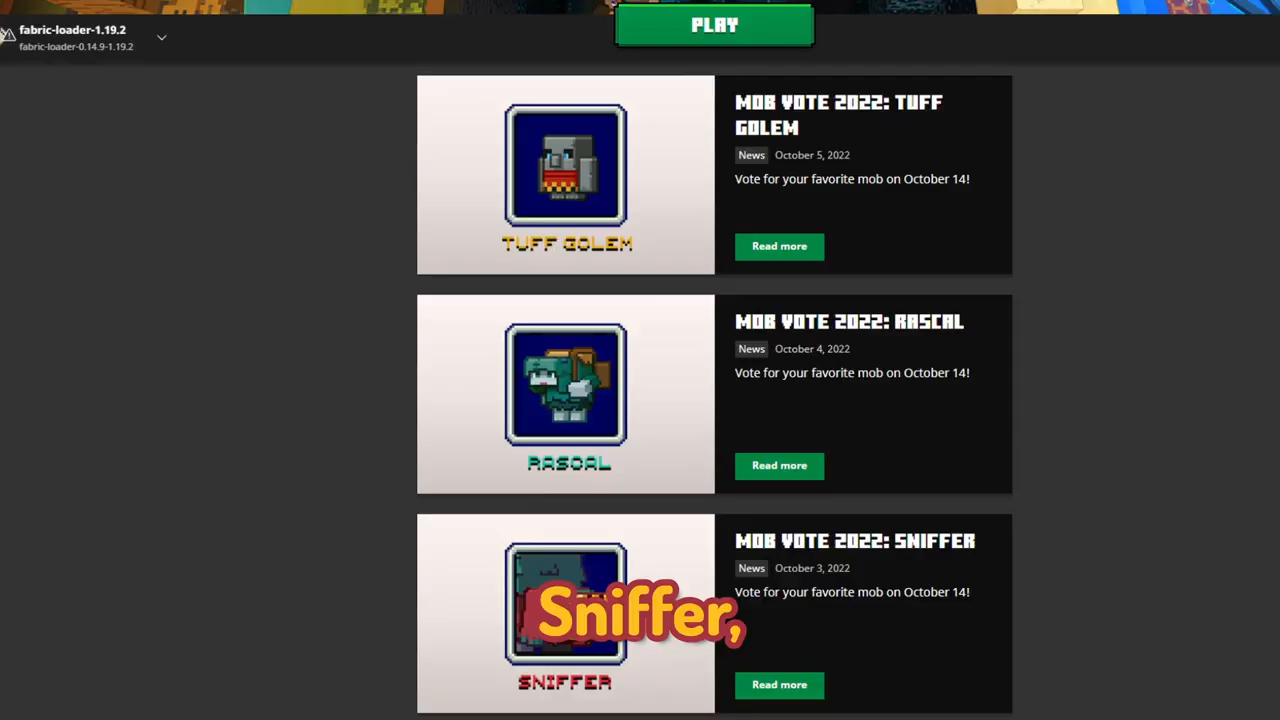 fabric-loader-1.19.2
fabric-loader-0.14.9-1.19.2
PLAY
TUFF GOLEM
MOB VOTE 2022: TUFF
GOLEM
News October 5, 2022
Vote for your favorite mob on October 14!
Read more
RASCAL
MOB VOTE 2022: RASCAL
News October 4, 2022
Vote for your favorite mob on October 14!
Read more
SNIFFER
MOB VOTE 2022: SNIFFER
News October 3, 2022
Vote for your favorite mob on October 14!
Read more
Sniffer,